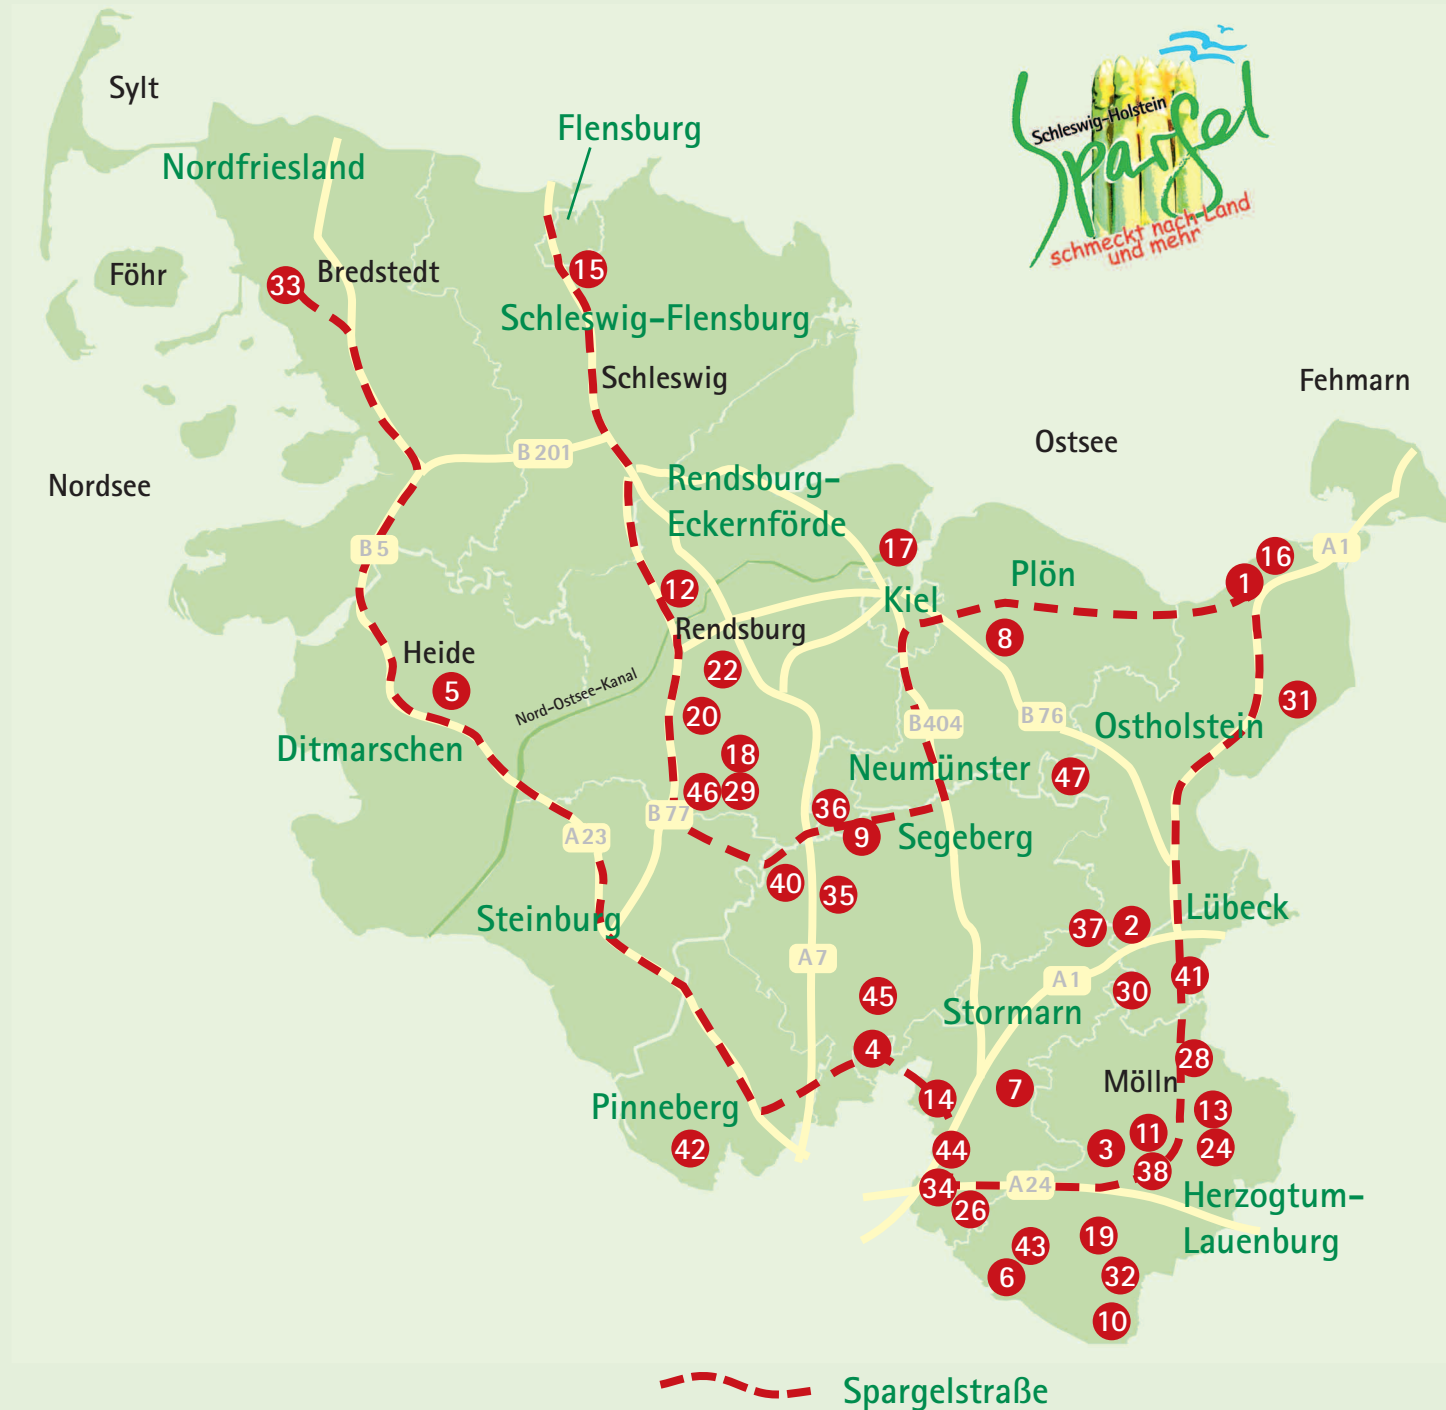 Sylt
Schleswig-Holstein
Spargel
schmeckt nach Land
und mehr
Flensburg
Nordfriesland
Föhr
Bredstedt
33
15
Schleswig-Flensburg
Schleswig
Fehmarn
Ostsee
B 201
Nordsee
Rendsburg-
Eckernförde
B 5
17
A 1
16
1
Plön
12
Kiel
Rendsburg
8
Heide
5
22
Nord-Ostsee-Kanal
31
20
B404
B 76
Ostholstein
Ditmarschen
18
Neumünster
47
46
29
B 77
36
9
Segeberg
A 23
40
35
Steinburg
Lübeck
37
2
A 7
A 1
41
30
45
Stormarn
4
28
Mölln
7
14
Pinneberg
13
11
42
44
3
24
38
34
A 24
26
Herzogtum-
Lauenburg
43
19
6
32
10
Spargelstraße